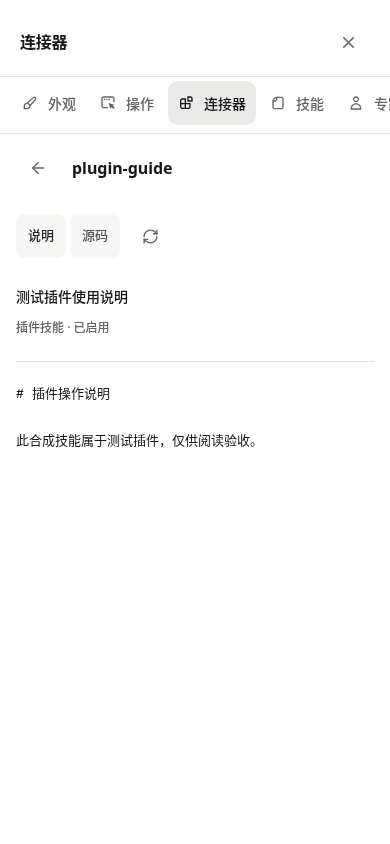 连接器
外观 操作 连接器 技能 专
plugin-guide
说明 源码
测试插件使用说明
插件技能 · 已启用
# 插件操作说明
此合成技能属于测试插件，仅供阅读验收。